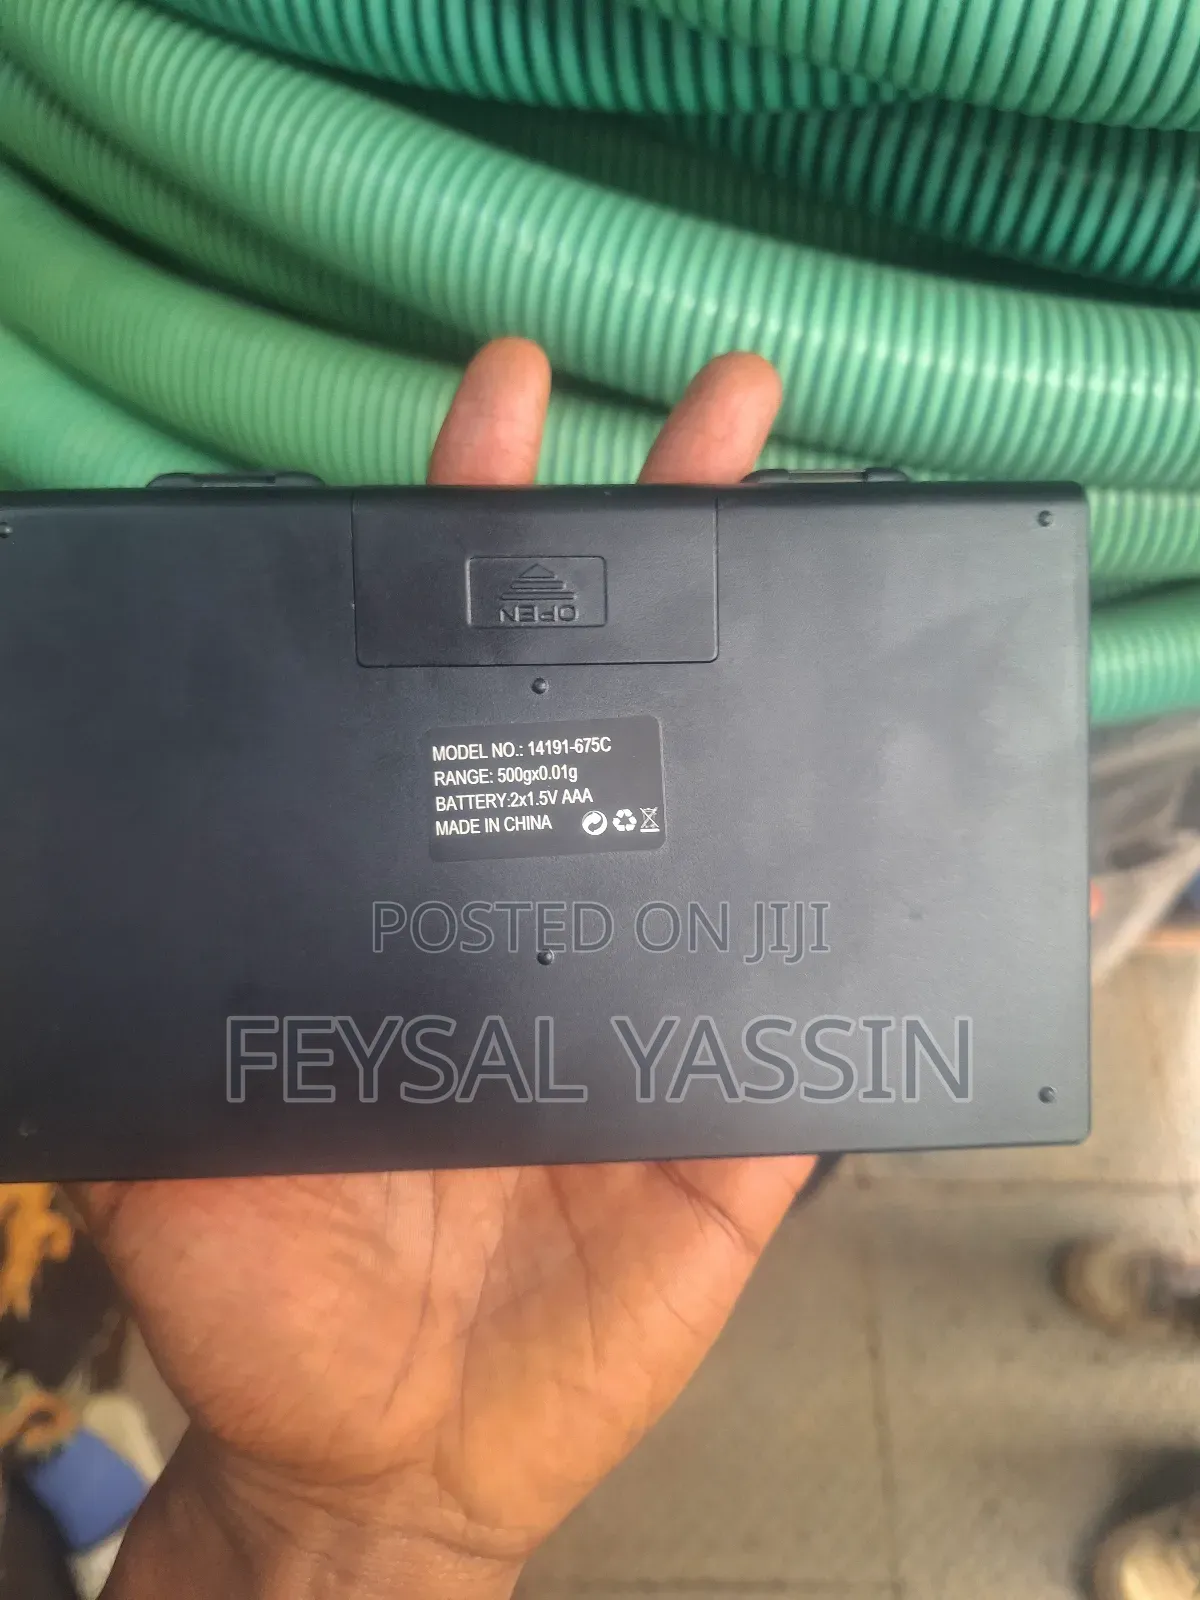 OPEN
MODEL NO.: 14191-675C
RANGE: 500gx0.01g
BATTERY:2x1.5V AAA
MADE IN CHINA
POSTED ON JIJI
FEYSAL YASSIN